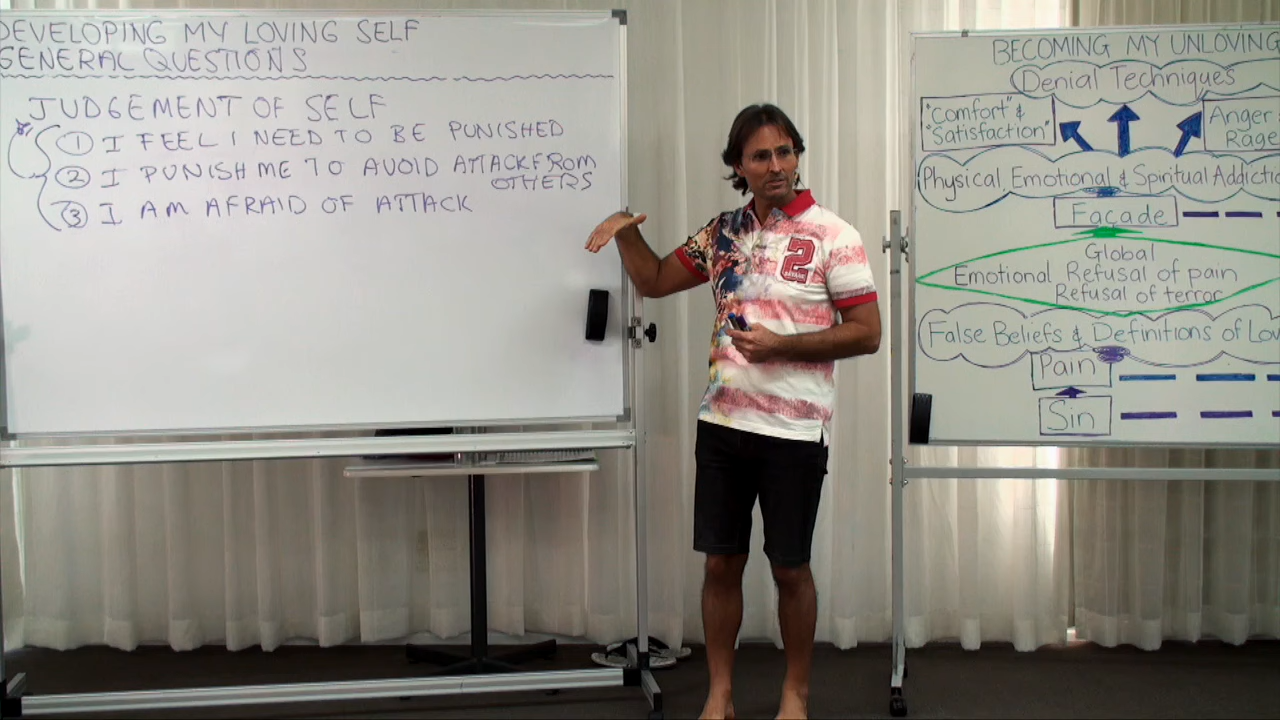 DEVELOPING MY LOVING SELF
GENERAL QUESTIONS
JUDGEMENT OF SELF
1 I FEEL I NEED TO BE PUNISHED
2 I PUNISH ME TO AVOID ATTACK FROM
OTHERS
3 I AM AFRAID OF ATTACK
2
BECOMING MY UNLOVING
Denial Techniques
"Comfort" &
"Satisfaction"
Anger
Rage
Physical Emotional & Spiritual Addictio
Façade
Global
Emotional Refusal of pain
Refusal of terror
False Beliefs & Definitions of Lov
Pain
Sin